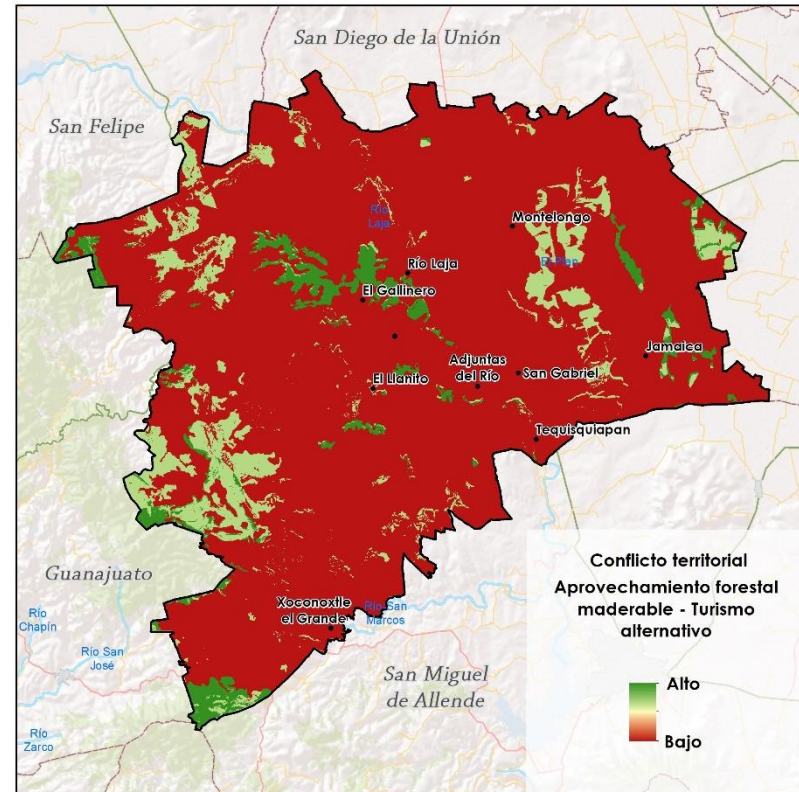 San Diego de la Unión
San Felipe
Río
Laja
Montelongo
Río Laja
El Gallinero
Jamaica
Adjuntas
del Río
San Gabriel
El Llanito
Tequisquiapan
Guanajuato
Xoconoxtle
el Grande
Río San
Marcos
Río
Chapín
Río San
José
San Miguel
de Allende
Río
Zarco
Conflicto territorial
Aprovechamiento forestal
maderable - Turismo
alternativo
Alto
Bajo